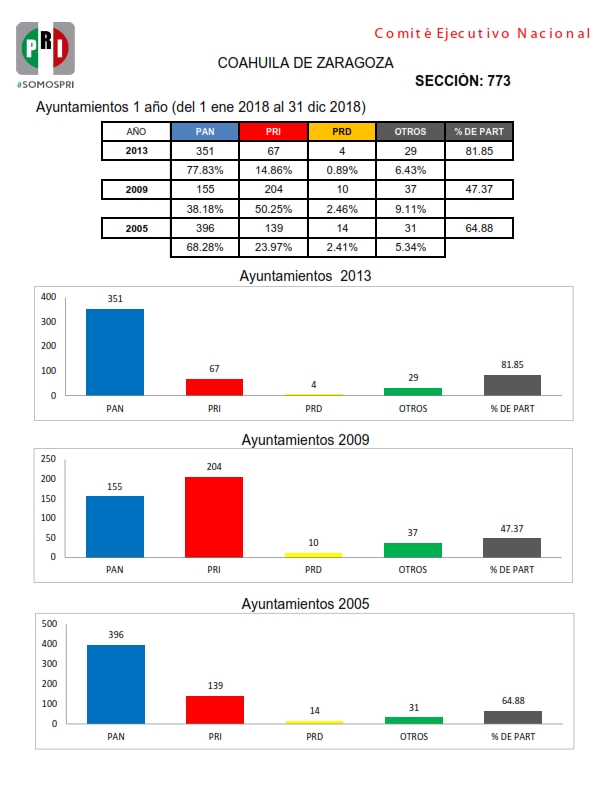 Comité Ejecutivo Nacional
PRI
#SOMOSPRI
COAHUILA DE ZARAGOZA
SECCIÓN: 773
Ayuntamientos 1 año (del 1 ene 2018 al 31 dic 2018)
AÑO PAN PRI PRD OTROS % DE PART
2013 351 67 4 29 81.85
77.83% 14.86% 0.89% 6.43%
2009 155 204 10 37 47.37
38.18% 50.25% 2.46% 9.11%
2005 396 139 14 31 64.88
68.28% 23.97% 2.41% 5.34%
Ayuntamientos 2013
400
300
200
100
0
351 67 4 29 81.85
PAN PRI PRD OTROS % DE PART
Ayuntamientos 2009
250
200
150
100
50
0
155 204 10 37 47.37
PAN PRI PRD OTROS % DE PART
Ayuntamientos 2005
500
400
300
200
100
0
396 139 14 31 64.88
PAN PRI PRD OTROS % DE PART